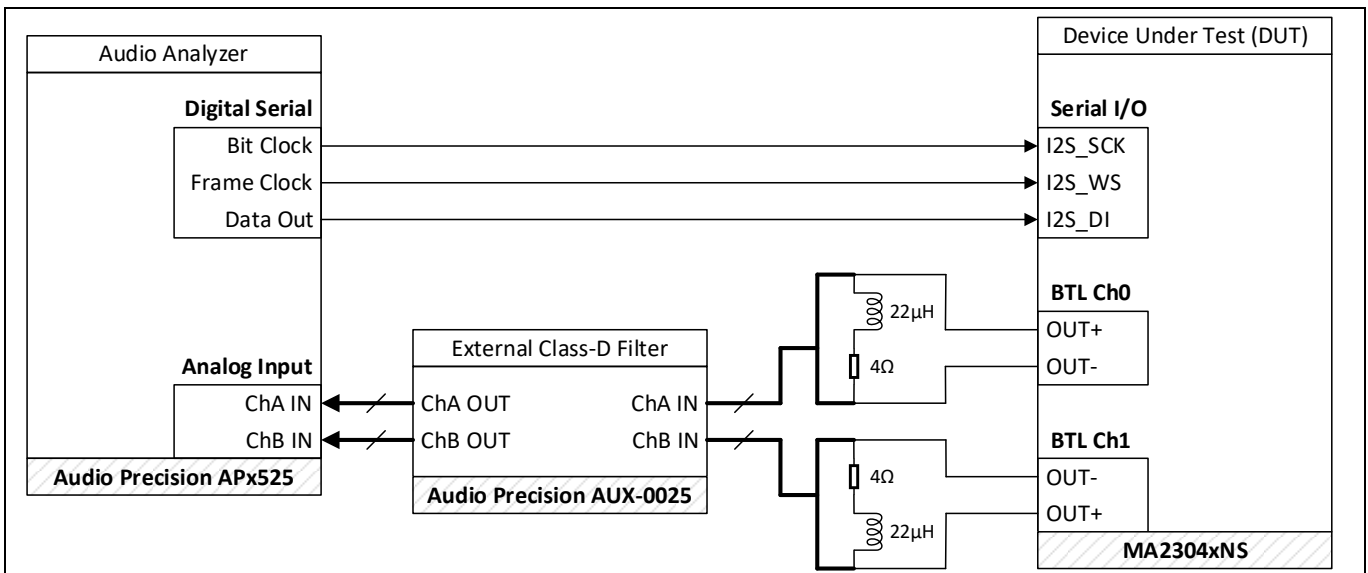 Audio Analyzer
Digital Serial
Bit Clock
Frame Clock
Data Out
Analog Input
ChA IN
ChB IN
Audio Precision APx525
External Class-D Filter
ChA OUT ChA IN
ChB OUT ChB IN
Audio Precision AUX-0025
22µH
4Ω
4Ω
22µH
Device Under Test (DUT)
Serial I/O
I2S_SCK
I2S_WS
I2S_DI
BTL Ch0
OUT+
OUT-
BTL Ch1
OUT-
OUT+
MA2304xNS